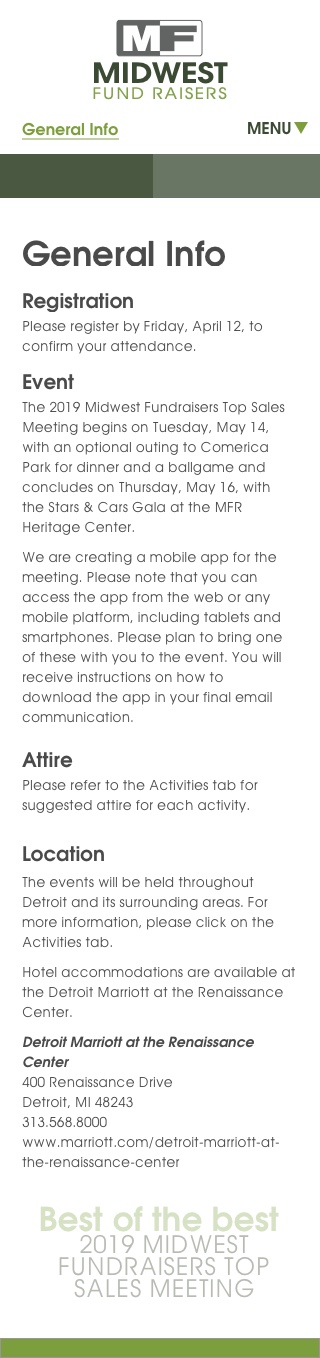 MF
MIDWEST
FUND RAISERS
General Info
MENU
General Info
Registration
Please register by Friday, April 12, to
confirm your attendance.
Event
The 2019 Midwest Fundraisers Top Sales
Meeting begins on Tuesday, May 14,
with an optional outing to Comerica
Park for dinner and a ballgame and
concludes on Thursday, May 16, with
the Stars & Cars Gala at the MFR
Heritage Center.
We are creating a mobile app for the
meeting. Please note that you can
access the app from the web or any
mobile platform, including tablets and
smartphones. Please plan to bring one
of these with you to the event. You will
receive instructions on how to
download the app in your final email
communication.
Attire
Please refer to the Activities tab for
suggested attire for each activity.
Location
The events will be held throughout
Detroit and its surrounding areas. For
more information, please click on the
Activities tab.
Hotel accommodations are available at
the Detroit Marriott at the Renaissance
Center.
Detroit Marriott at the Renaissance
Center
400 Renaissance Drive
Detroit, MI 48243
313.568.8000
www.marriott.com/detroit-marriott-at-
the-renaissance-center
Best of the best
2019 MIDWEST
FUNDRAISERS TOP
SALES MEETING